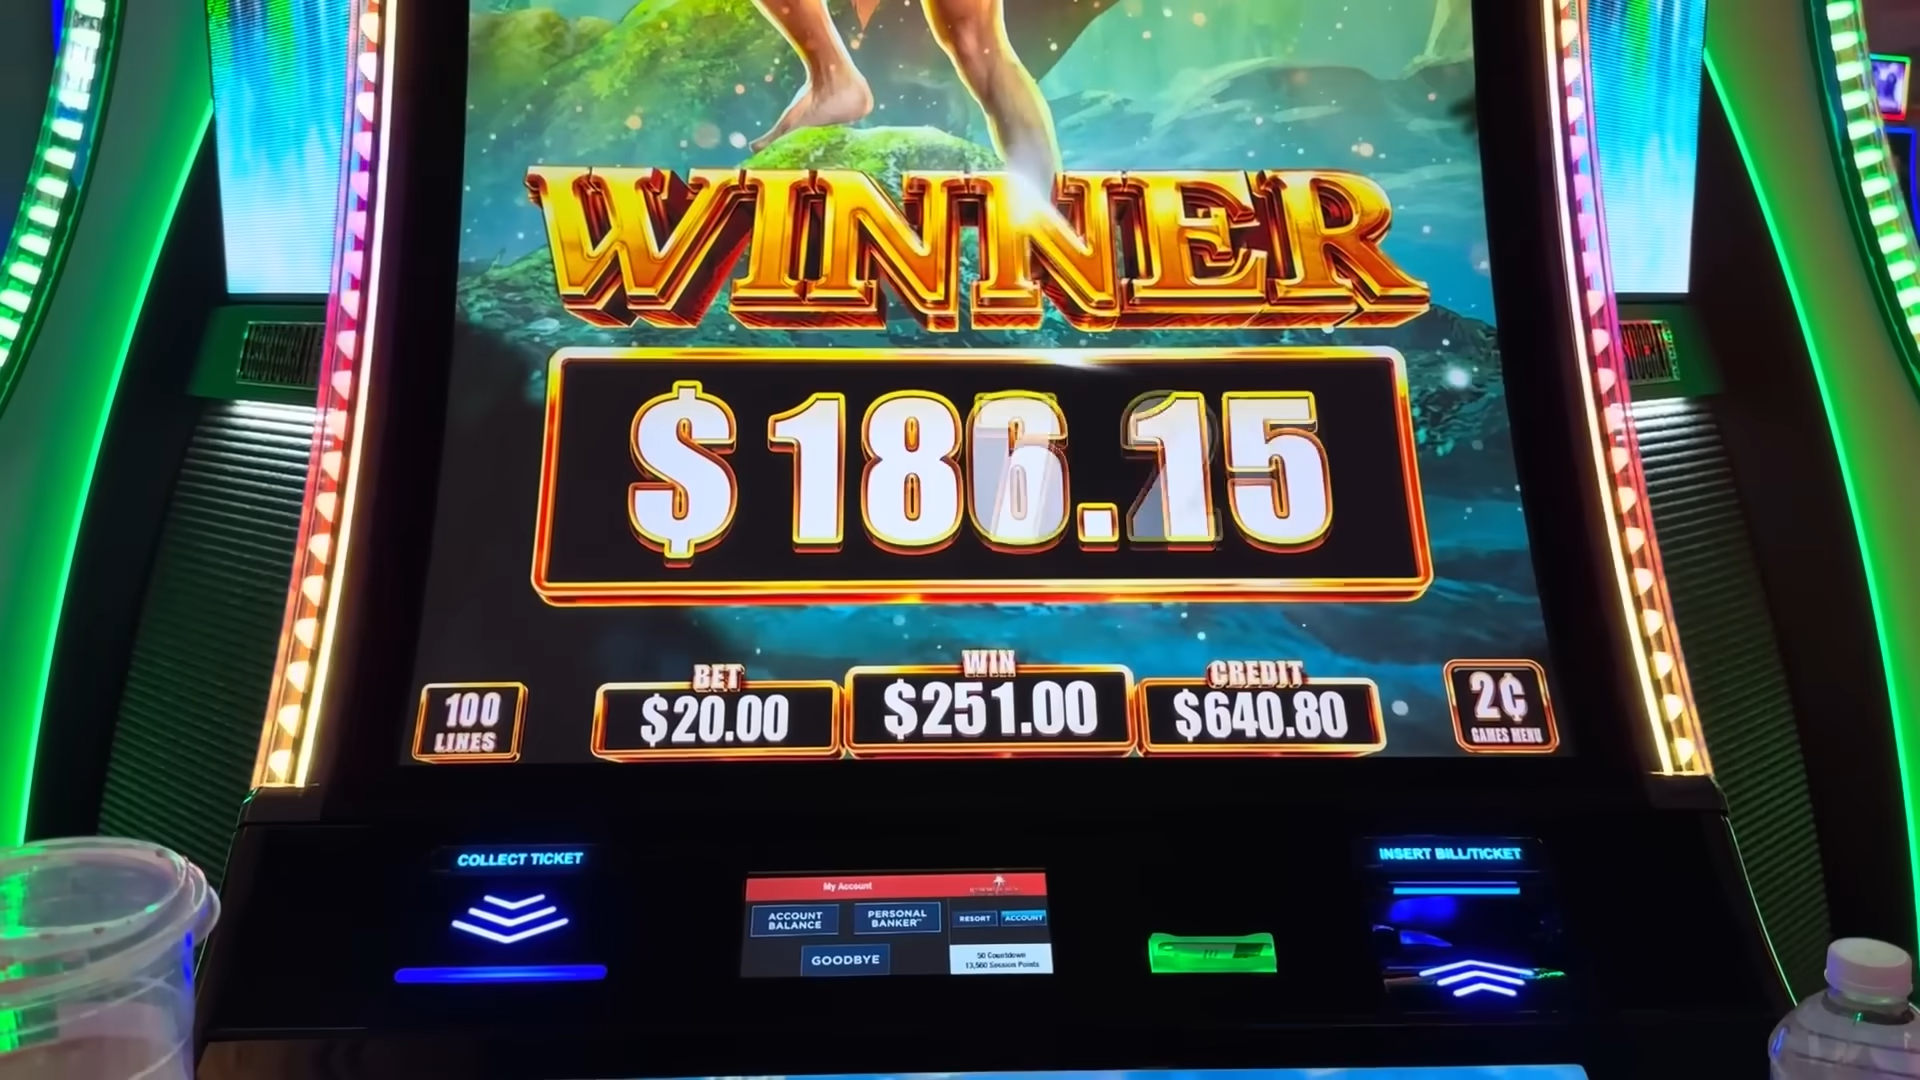 WINNER
$186.15
BET
WIN
CREDIT
100
LINES
$20.00
$251.00
$640.80
2¢
GAMES MENU
COLLECT TICKET
INSERT BILL/TICKET
My Account
ACCOUNT
BALANCE
PERSONAL
BANKER™
RESORT
ACCOUNT
GOODBYE
50 Countdown
13,560 Session Points